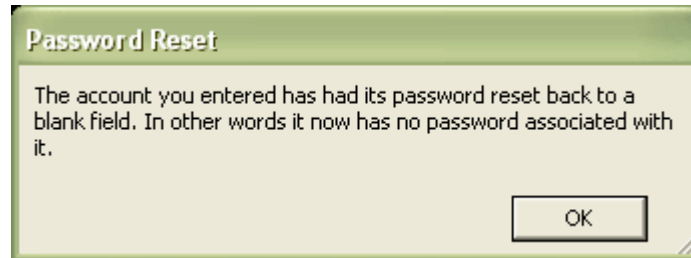 Password Reset
The account you entered has had its password reset back to a
blank field. In other words it now has no password associated with
it.
OK